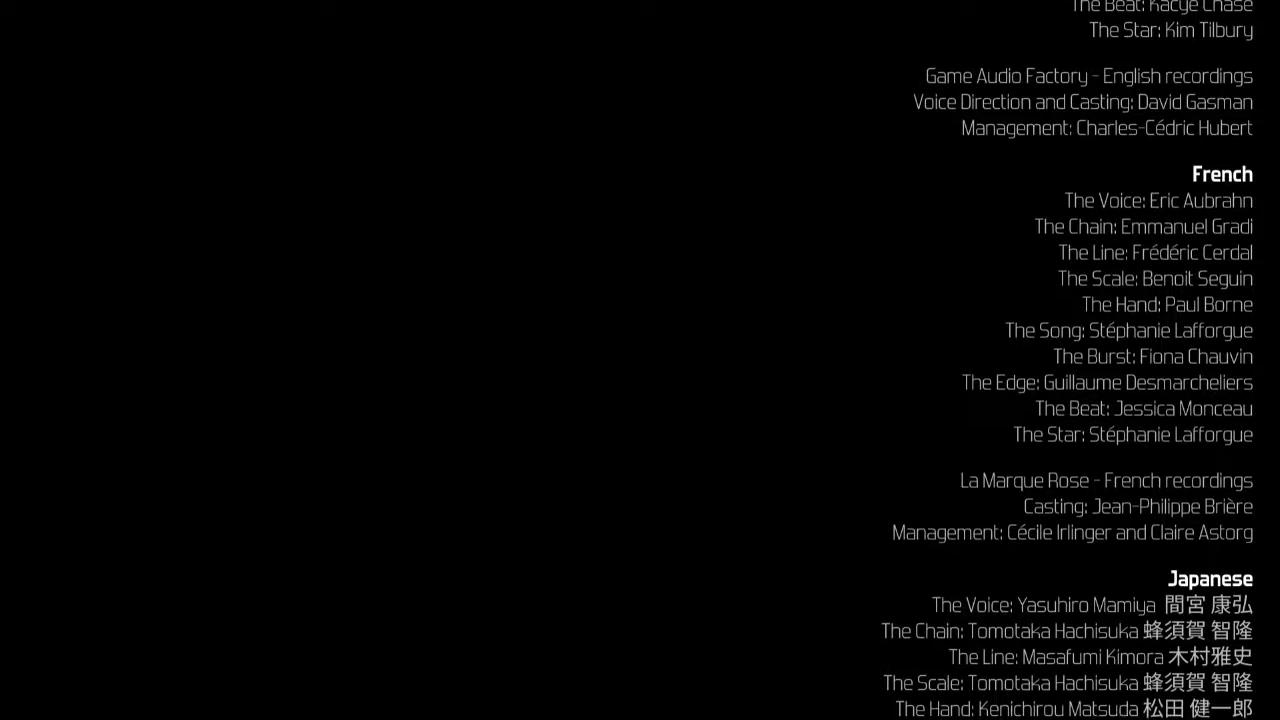 The Beat: Kacye Chase
The Star: Kim Tilbury
Game Audio Factory - English recordings
Voice Direction and Casting: David Gasman
Management: Charles-Cédric Hubert
French
The Voice: Eric Aubrahn
The Chain: Emmanuel Gradi
The Line: Frédéric Cerdal
The Scale: Benoit Seguin
The Hand: Paul Borne
The Song: Stéphanie Lafforgue
The Burst: Fiona Chauvin
The Edge: Guillaume Desmarcheliers
The Beat: Jessica Monceau
The Star: Stéphanie Lafforgue
La Marque Rose - French recordings
Casting: Jean-Philippe Brière
Management: Cécile Irlinger and Claire Astorg
Japanese
The Voice: Yasuhiro Mamiya 間宮 康弘
The Chain: Tomotaka Hachisuka 蜂須賀 智隆
The Line: Masafumi Kimora 木村雅史
The Scale: Tomotaka Hachisuka 蜂須賀 智隆
The Hand: Kenichirou Matsuda 松田 健一郎